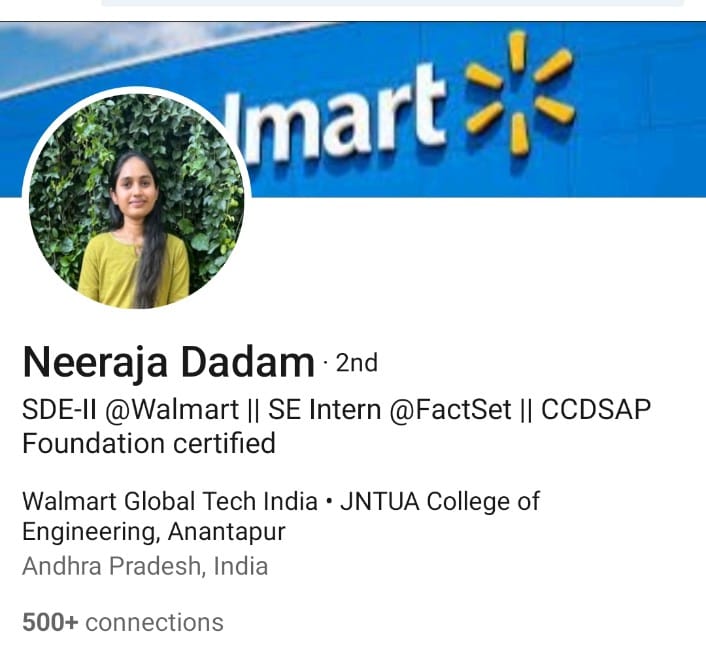 lmart
Neeraja Dadam · 2nd
SDE-II @Walmart || SE Intern @FactSet || CCDSAP
Foundation certified
Walmart Global Tech India • JNTUA College of
Engineering, Anantapur
Andhra Pradesh, India
500+ connections